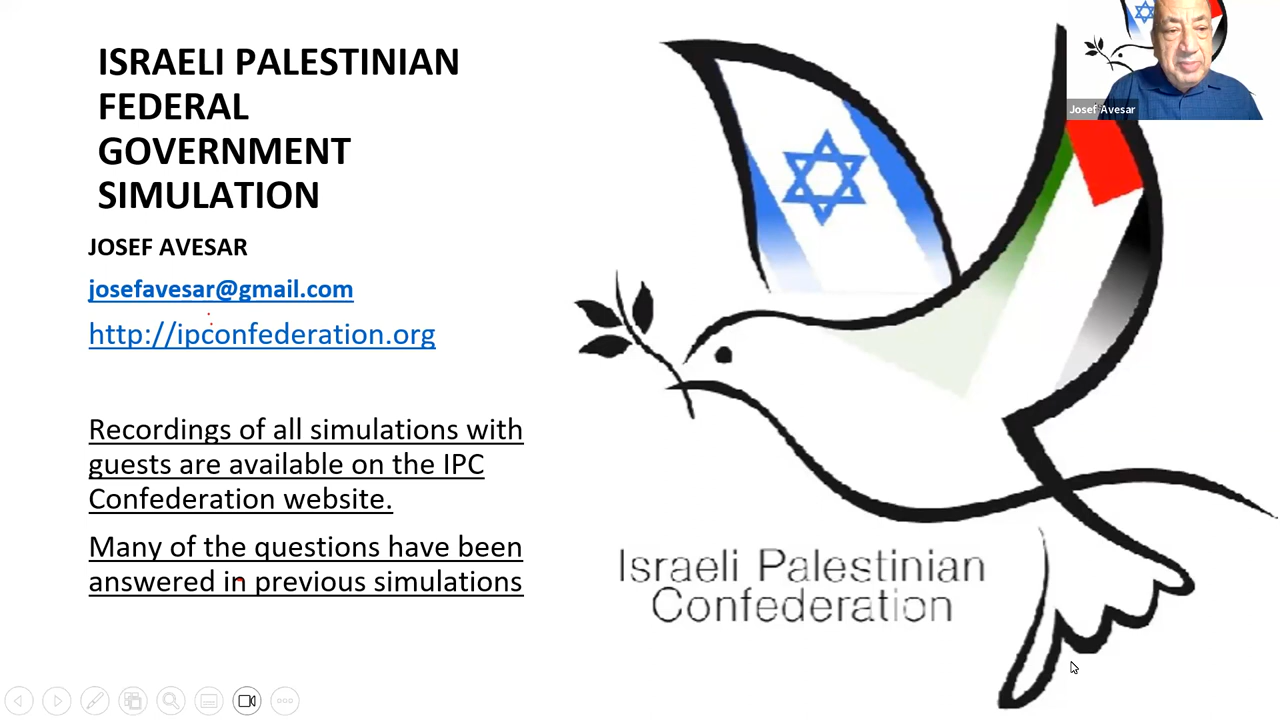 ISRAELI PALESTINIAN
FEDERAL
GOVERNMENT
SIMULATION
JOSEF AVESAR
josefavesar@gmail.com
http://ipconfederation.org
Recordings of all simulations with
guests are available on the IPC
Confederation website.
Many of the questions have been
answered in previous simulations
Israeli Palestinian
Confederation
Josef Avesar